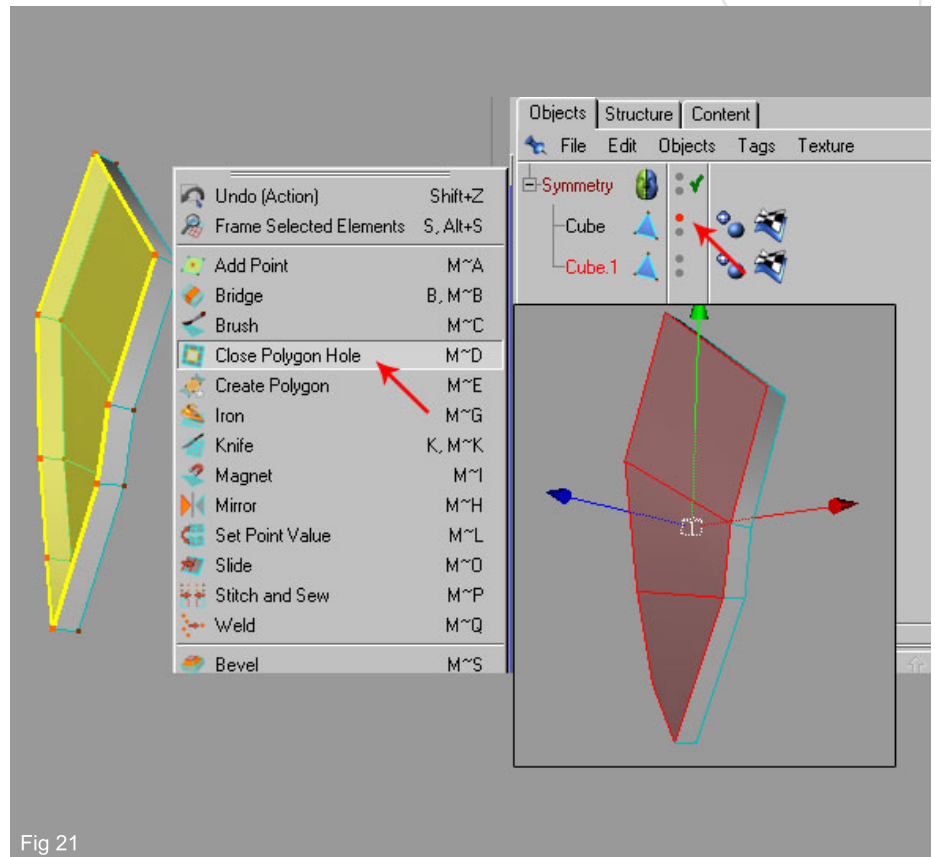 Objects Structure Content
File Edit Objects Tags Texture
Symmetry
Cube
Cube.1
Undo (Action) Shift+Z
Frame Selected Elements S, Alt+S
Add Point M~A
Bridge B, M~B
Brush M~C
Close Polygon Hole M~D
Create Polygon M~E
Iron M~G
Knife K, M~K
Magnet M~I
Mirror M~H
Set Point Value M~L
Slide M~O
Stitch and Sew M~P
Weld M~Q
Bevel M~S
Fig 21